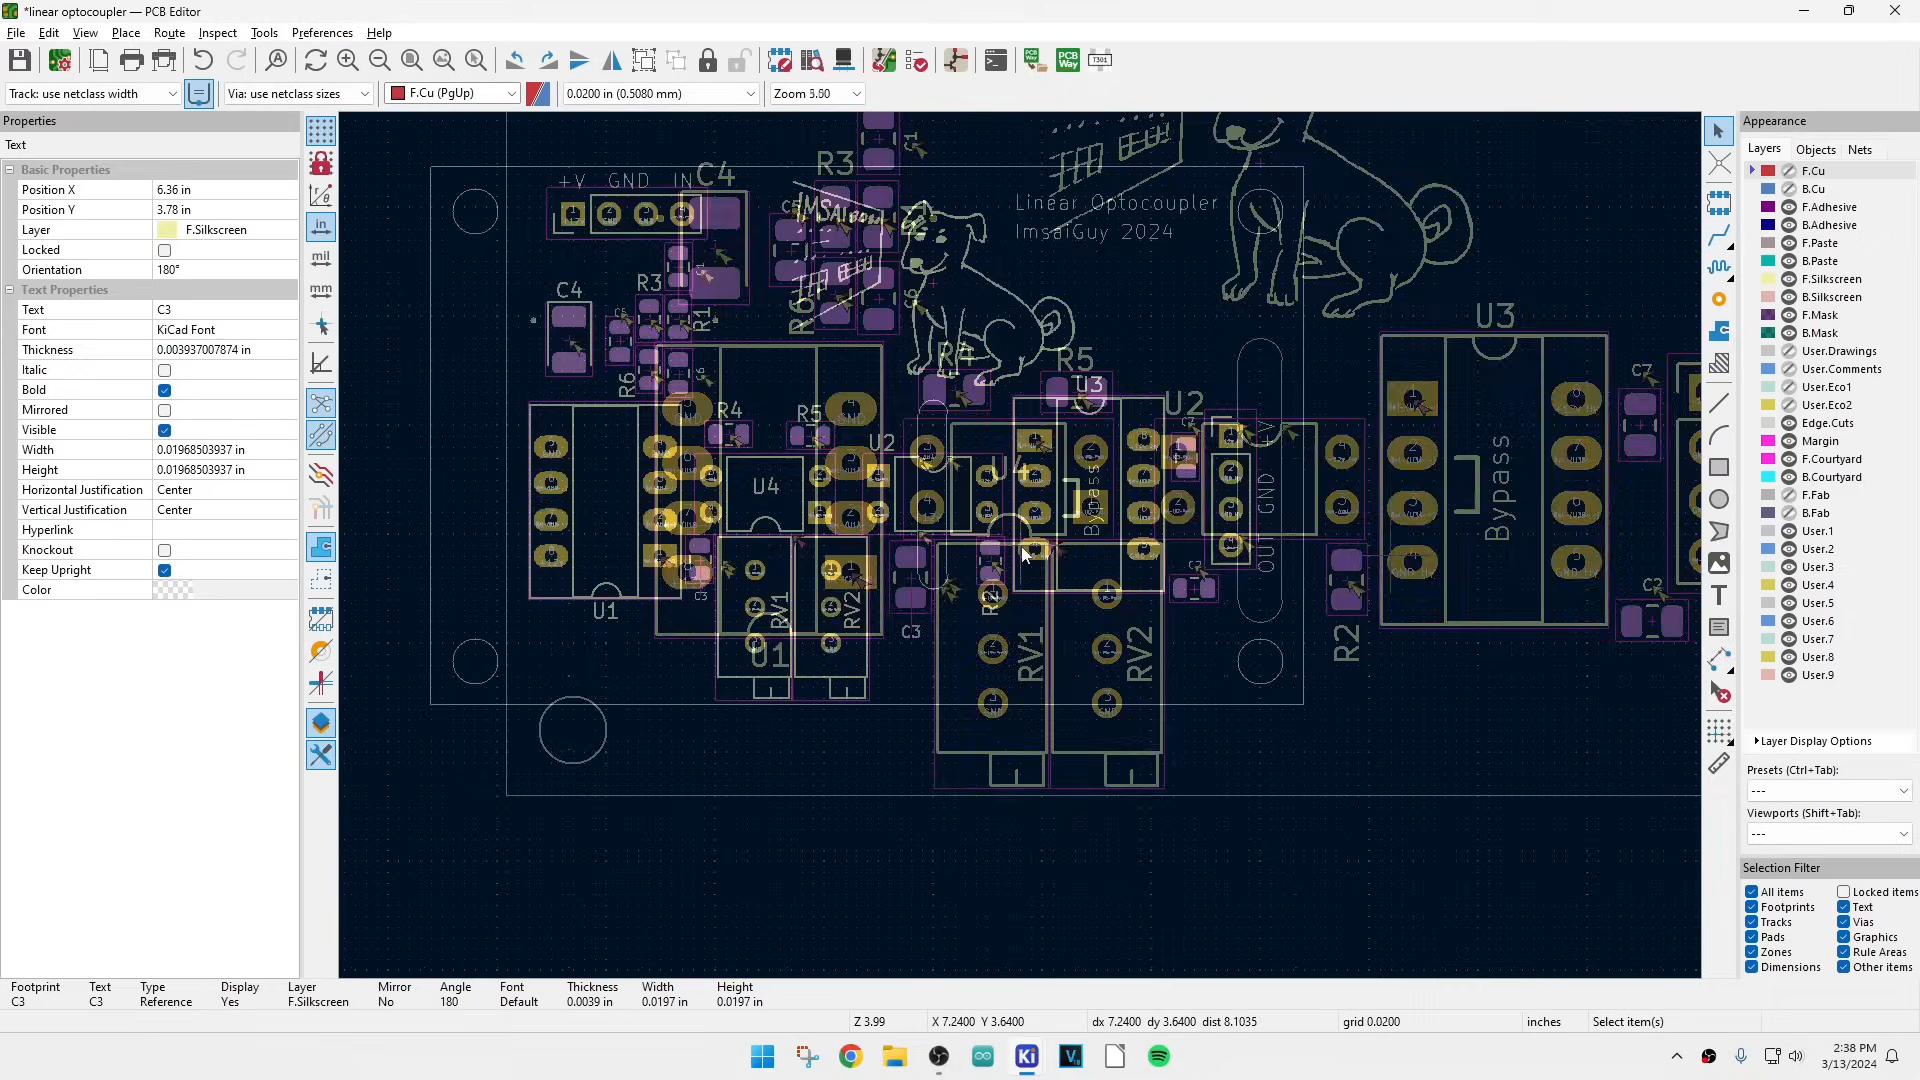 *linear optocoupler — PCB Editor
File Edit View Place Route Inspect Tools Preferences Help
Track: use netclass width
Via: use netclass sizes
F.Cu (PgUp)
0.0200 in (0.5080 mm)
Properties
Text
Basic Properties
Position X 6.36 in
Position Y 3.78 in
Layer F.Silkscreen
Locked
Orientation 180°
Text Properties
Text C3
Font KiCad Font
Thickness 0.003937007874 in
Italic
Bold
Mirrored
Visible
Width 0.01968503937 in
Height 0.01968503937 in
Horizontal Justification Center
Vertical Justification Center
Hyperlink
Knockout
Keep Upright
Color
in
mil
mm
+V GND IN C4
R3
C1
Linear Optocoupler
ImsaiGuy 2024
C4
R3
R1
R6
R6
R4
R5
R4
R5
U3
U2
U2
U3
C7
U4
U4
Bypass
Bypass
+V
GND
OUT
U1
C3
RV1
RV2
C3
R2
RV1
RV2
U1
R2
C2
Appearance
Layers Objects Nets
F.Cu
B.Cu
F.Adhesive
B.Adhesive
F.Paste
B.Paste
F.Silkscreen
B.Silkscreen
F.Mask
B.Mask
User.Drawings
User.Comments
User.Eco1
User.Eco2
Edge.Cuts
Margin
F.Courtyard
B.Courtyard
F.Fab
B.Fab
User.1
User.2
User.3
User.4
User.5
User.6
User.7
User.8
User.9
Layer Display Options
Presets (Ctrl+Tab):
---
Viewports (Shift+Tab):
---
Selection Filter
All items Locked items
Footprints Text
Tracks Vias
Pads Graphics
Zones Rule Areas
Dimensions Other items
Footprint Text Type Display Layer Mirror Angle Font Thickness Width Height
C3 C3 Reference Yes F.Silkscreen No 180 Default 0.0039 in 0.0197 in 0.0197 in
Z 3.99
X 7.2400 Y 3.6400
dx 7.2400 dy 3.6400 dist 8.1035
grid 0.0200
inches
Select item(s)
2:38 PM
3/13/2024